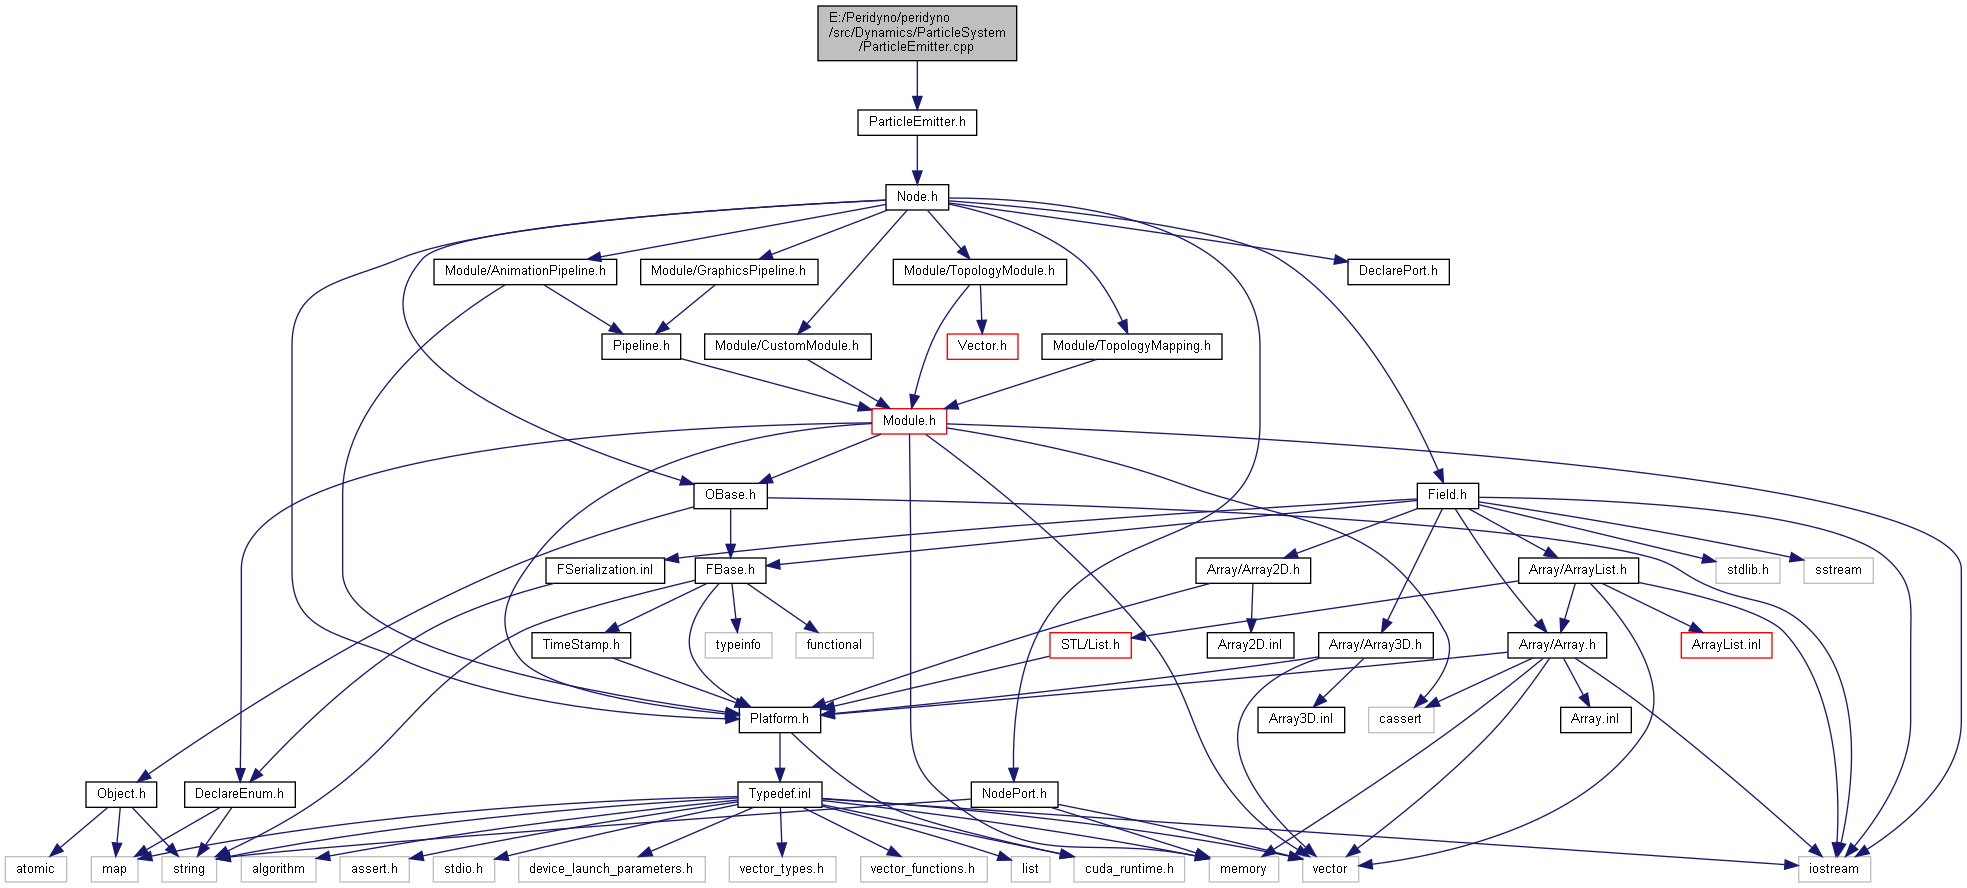 E:/Peridyno/peridyno
/src/Dynamics/ParticleSystem
/ParticleEmitter.cpp
ParticleEmitter.h
Node.h
Module/AnimationPipeline.h
Module/GraphicsPipeline.h
Module/TopologyModule.h
DeclarePort.h
Pipeline.h
Module/CustomModule.h
Vector.h
Module/TopologyMapping.h
Module.h
OBase.h
Field.h
FSerialization.inl
FBase.h
Array/Array2D.h
Array/ArrayList.h
stdlib.h
sstream
TimeStamp.h
typeinfo
functional
STL/List.h
Array2D.inl
Array/Array3D.h
Array/Array.h
ArrayList.inl
Platform.h
Array3D.inl
cassert
Array.inl
Object.h
DeclareEnum.h
Typedef.inl
NodePort.h
atomic
map
string
algorithm
assert.h
stdio.h
device_launch_parameters.h
vector_types.h
vector_functions.h
list
cuda_runtime.h
memory
vector
iostream